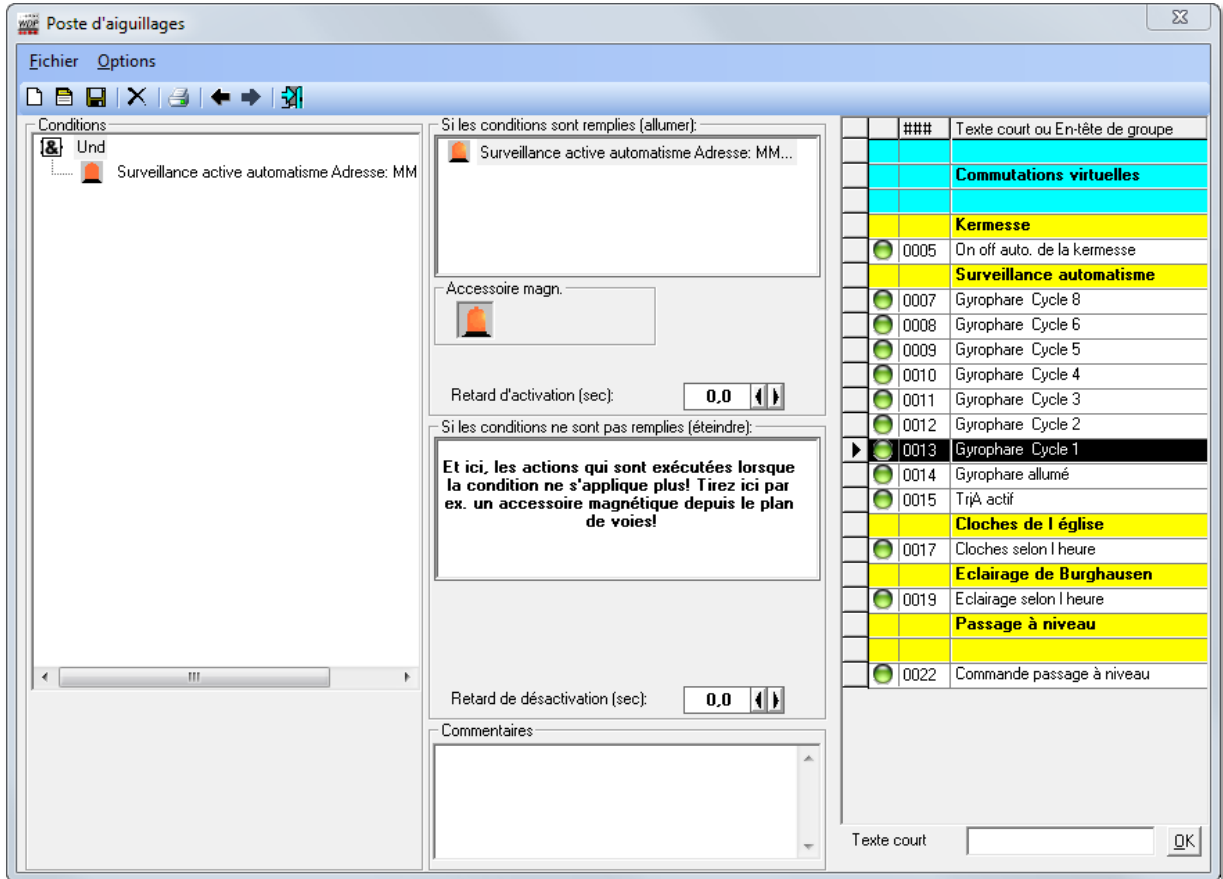 WDP Poste d'aiguillages
Fichier Options
Conditions
& Und
Surveillance active automatisme Adresse: MM
Si les conditions sont remplies (allumer):
Surveillance active automatisme Adresse: MM...
Accessoire magn.
Retard d'activation (sec): 0,0
Si les conditions ne sont pas remplies (éteindre):
Et ici, les actions qui sont exécutées lorsque
la condition ne s'applique plus! Tirez ici par
ex. un accessoire magnétique depuis le plan
de voies!
Retard de désactivation (sec): 0,0
Commentaires
### Texte court ou En-tête de groupe
Commutations virtuelles
Kermesse
0005 On off auto. de la kermesse
Surveillance automatisme
0007 Gyrophare Cycle 8
0008 Gyrophare Cycle 6
0009 Gyrophare Cycle 5
0010 Gyrophare Cycle 4
0011 Gyrophare Cycle 3
0012 Gyrophare Cycle 2
0013 Gyrophare Cycle 1
0014 Gyrophare allumé
0015 TrjA actif
Cloches de l église
0017 Cloches selon l heure
Eclairage de Burghausen
0019 Eclairage selon l heure
Passage à niveau
0022 Commande passage à niveau
Texte court OK